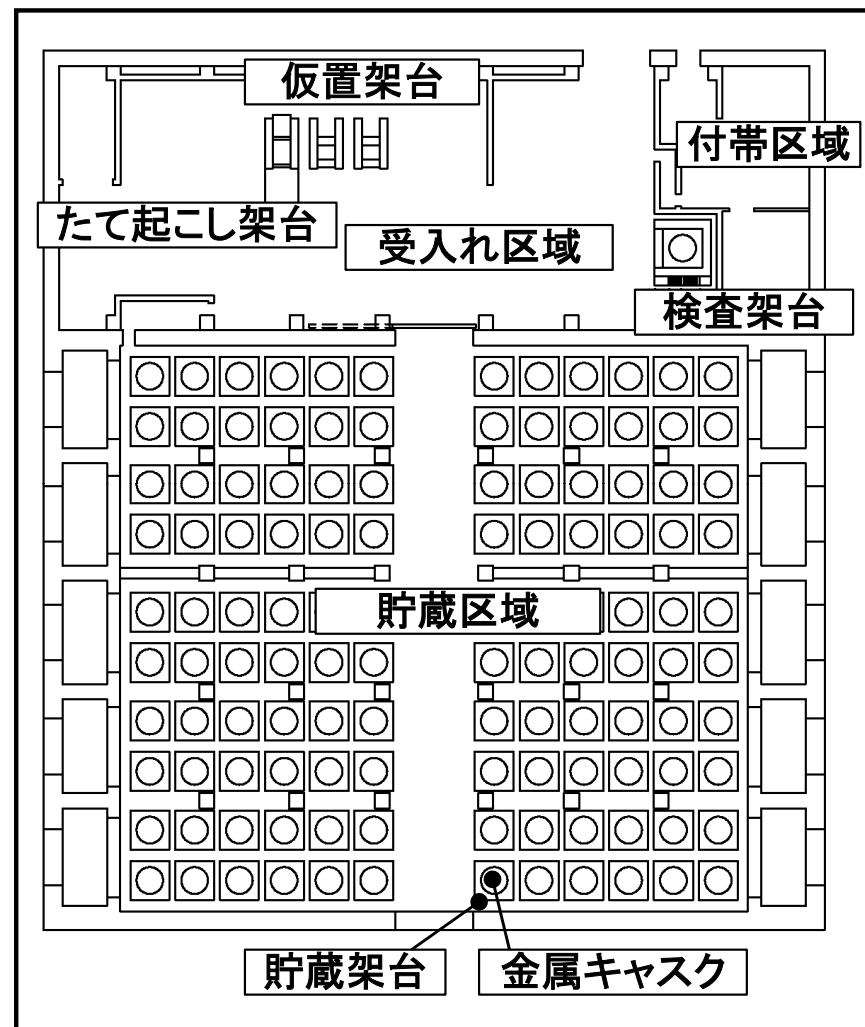 仮置架台
付帯区域
たて起こし架台
受入れ区域
検査架台
貯蔵区域
貯蔵架台
金属キャスク